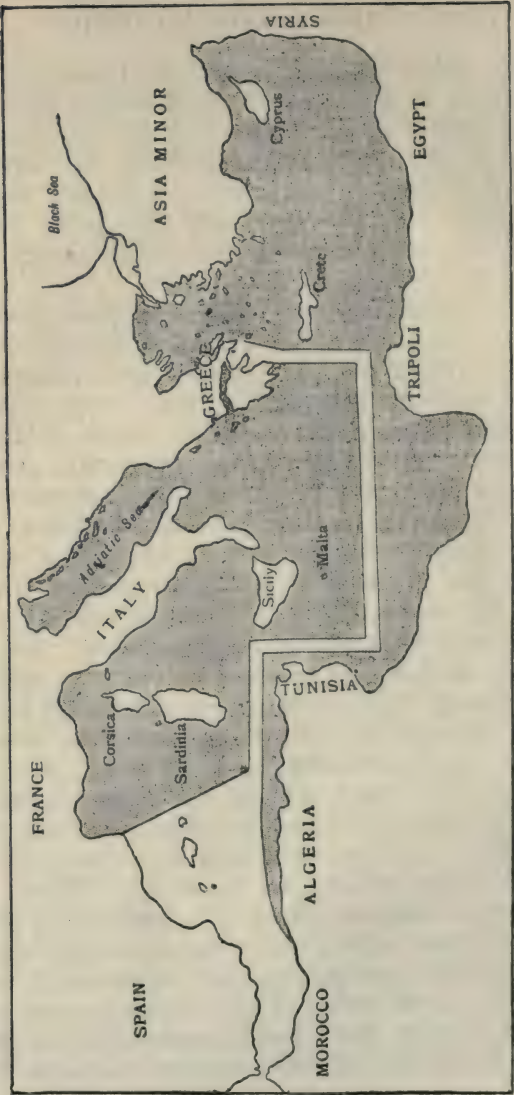 FRANCE
SPAIN
MOROCCO
ALGERIA
TUNISIA
Corsica
Sardinia
ITALY
Adriatic Sea
Sicily
Malta
GREECE
Crete
TRIPOLI
Black Sea
ASIA MINOR
Cyprus
EGYPT
SYRIA